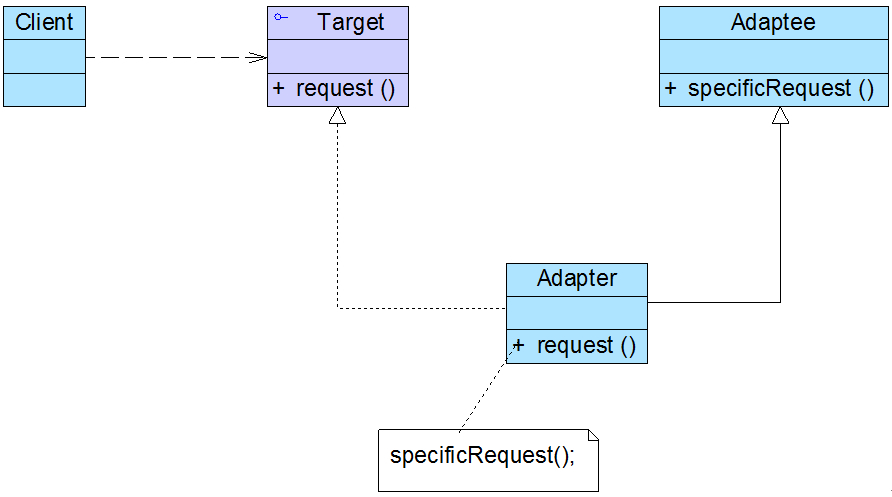 Client
Target
+ request ()
Adaptee
+ specificRequest ()
Adapter
+ request ()
specificRequest();